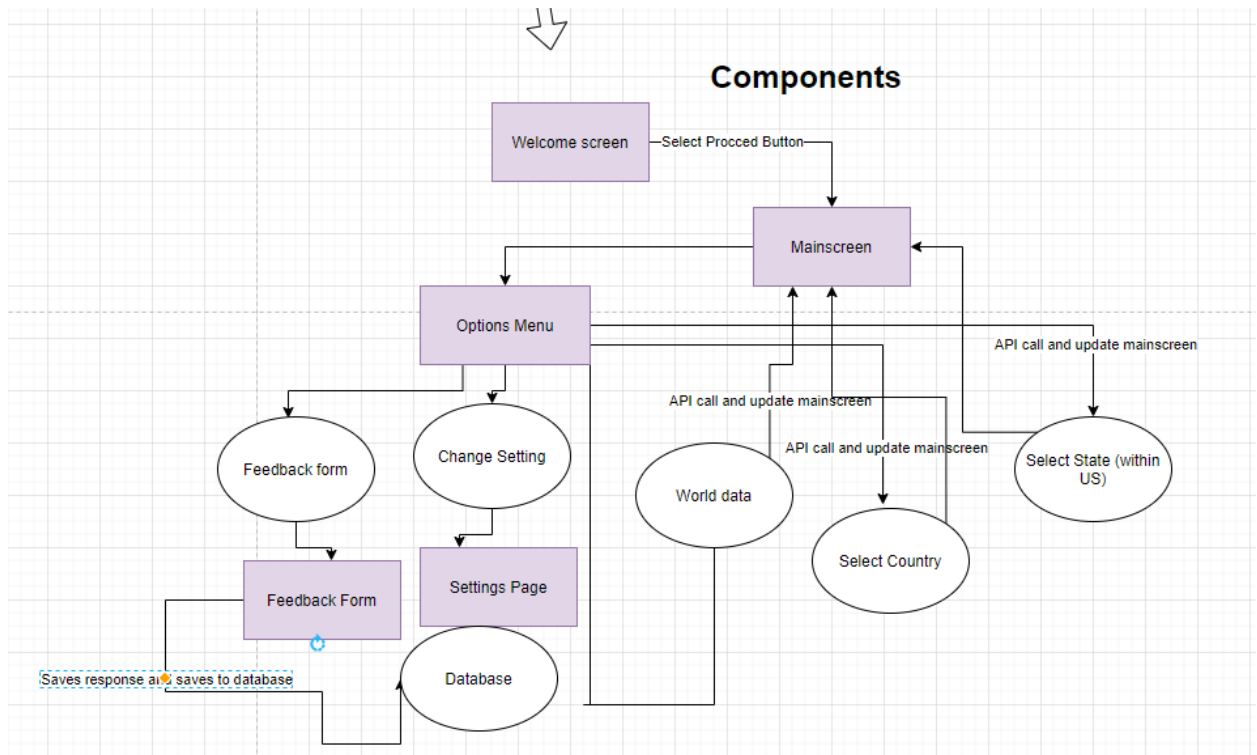 Components
Welcome screen
Select Procced Button
Mainscreen
Options Menu
API call and update mainscreen
API call and update mainscreen
API call and update mainscreen
Feedback form
Change Setting
World data
Select Country
Select State (within
US)
Feedback Form
Settings Page
Saves response and saves to database
Database